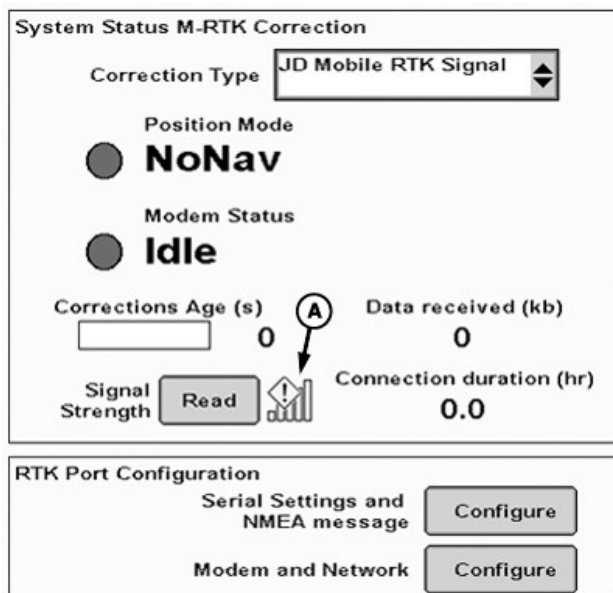 System Status M-RTK Correction
Correction Type JD Mobile RTK Signal
Position Mode
NoNav
Modem Status
Idle
Corrections Age (s)
0
A
Data received (kb)
0
Signal
Strength
Read
!
Connection duration (hr)
0.0
RTK Port Configuration
Serial Settings and
NMEA message
Configure
Modem and Network
Configure